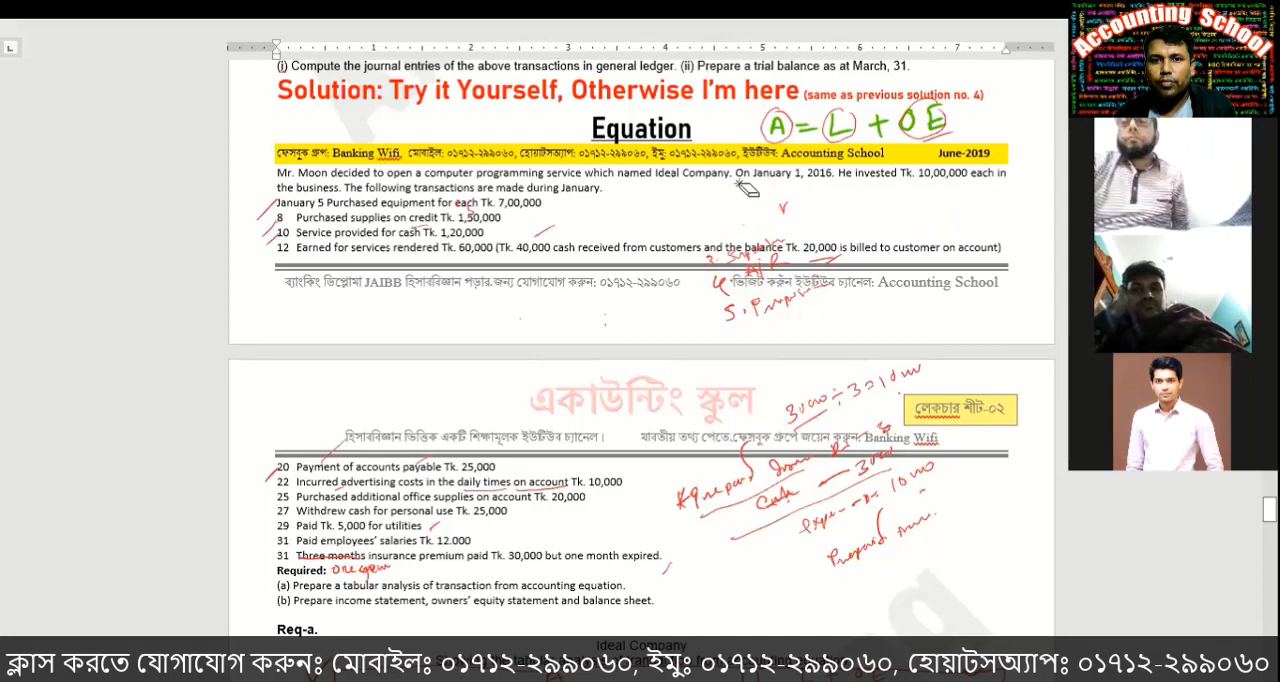 Accounting School
(i) Compute the journal entries of the above transactions in general ledger. (ii) Prepare a trial balance as at March, 31.
Solution: Try it Yourself, Otherwise I'm here (same as previous solution no. 4)
Equation
A = L + OE
ফেসবুক গ্রুপ: Banking Wifi, মোবাইল: ০১৭১২-২৯৯০৬০, হোয়াটসঅ্যাপ: ০১৭১২-২৯৯০৬০, ইমু: ০১৭১২-২৯৯০৬০, ইউটিউব: Accounting School June-2019
Mr. Moon decided to open a computer programming service which named Ideal Company. On January 1, 2016. He invested Tk. 10,00,000 each in
the business. The following transactions are made during January.
January 5 Purchased equipment for each Tk. 7,00,000
8 Purchased supplies on credit Tk. 1,50,000
10 Service provided for cash Tk. 1,20,000
12 Earned for services rendered Tk. 60,000 (Tk. 40,000 cash received from customers and the balance Tk. 20,000 is billed to customer on account)
A/R
ব্যাংকিং ডিপ্লোমা JAIBB হিসাববিজ্ঞান পড়ার জন্য যোগাযোগ করুন: ০১৭১২-২৯৯০৬০ ভিজিট করুন ইউটিউব চ্যানেল: Accounting School
একাউন্টিং স্কুল
লেকচার শীট-০২
হিসাববিজ্ঞান ভিত্তিক একটি শিক্ষামূলক ইউটিউব চ্যানেল। যাবতীয় তথ্য পেতে ফেসবুক গ্রুপে জয়েন করুন: Banking Wifi
20 Payment of accounts payable Tk. 25,000
22 Incurred advertising costs in the daily times on account Tk. 10,000
25 Purchased additional office supplies on account Tk. 20,000
27 Withdrew cash for personal use Tk. 25,000
29 Paid Tk. 5,000 for utilities
31 Paid employees' salaries Tk. 12.000
31 Three months insurance premium paid Tk. 30,000 but one month expired.
Required:
(a) Prepare a tabular analysis of transaction from accounting equation.
(b) Prepare income statement, owners' equity statement and balance sheet.
Req-a.
Ideal Company
ক্লাস করতে যোগাযোগ করুনঃ মোবাইলঃ ০১৭১২-২৯৯০৬০, ইমুঃ ০১৭১২-২৯৯০৬০, হোয়াটসঅ্যাপঃ ০১৭১২-২৯৯০৬০